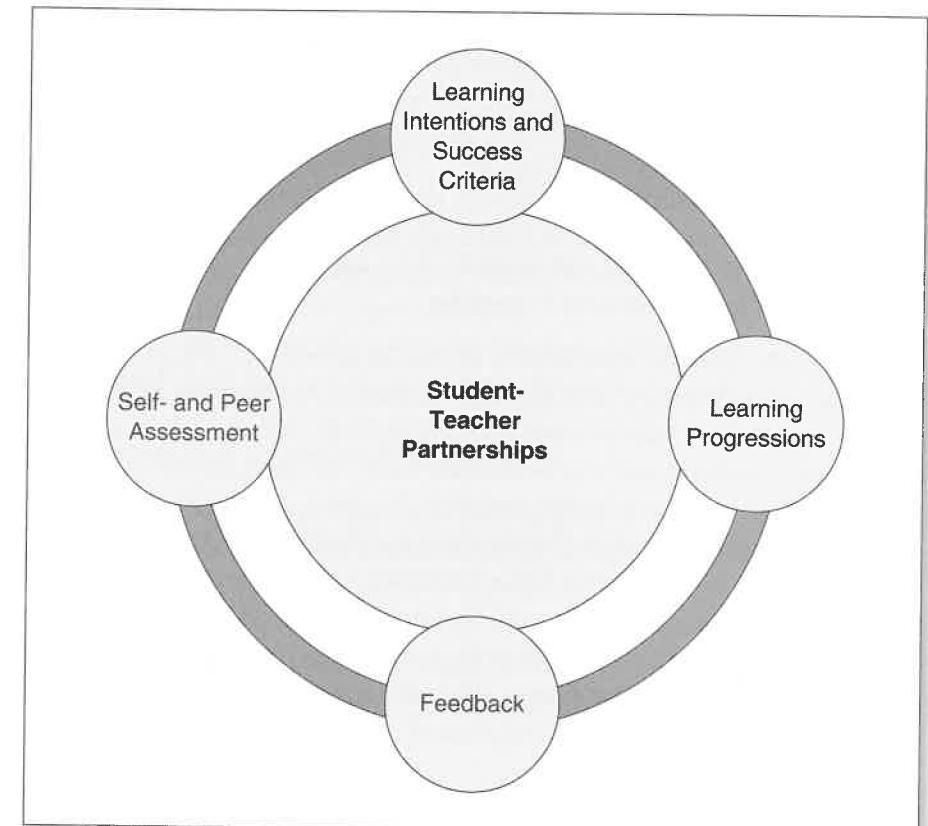 Learning
Intentions and
Success
Criteria
Self- and Peer
Assessment
Student-
Teacher
Partnerships
Learning
Progressions
Feedback